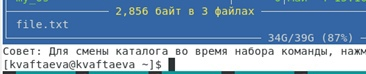 2,856 байт в 3 файлах
file.txt
34G/39G (87%)
Совет: Для смены каталога во время набора команды, нажм
[kvaftaeva@kvaftaeva ~]$